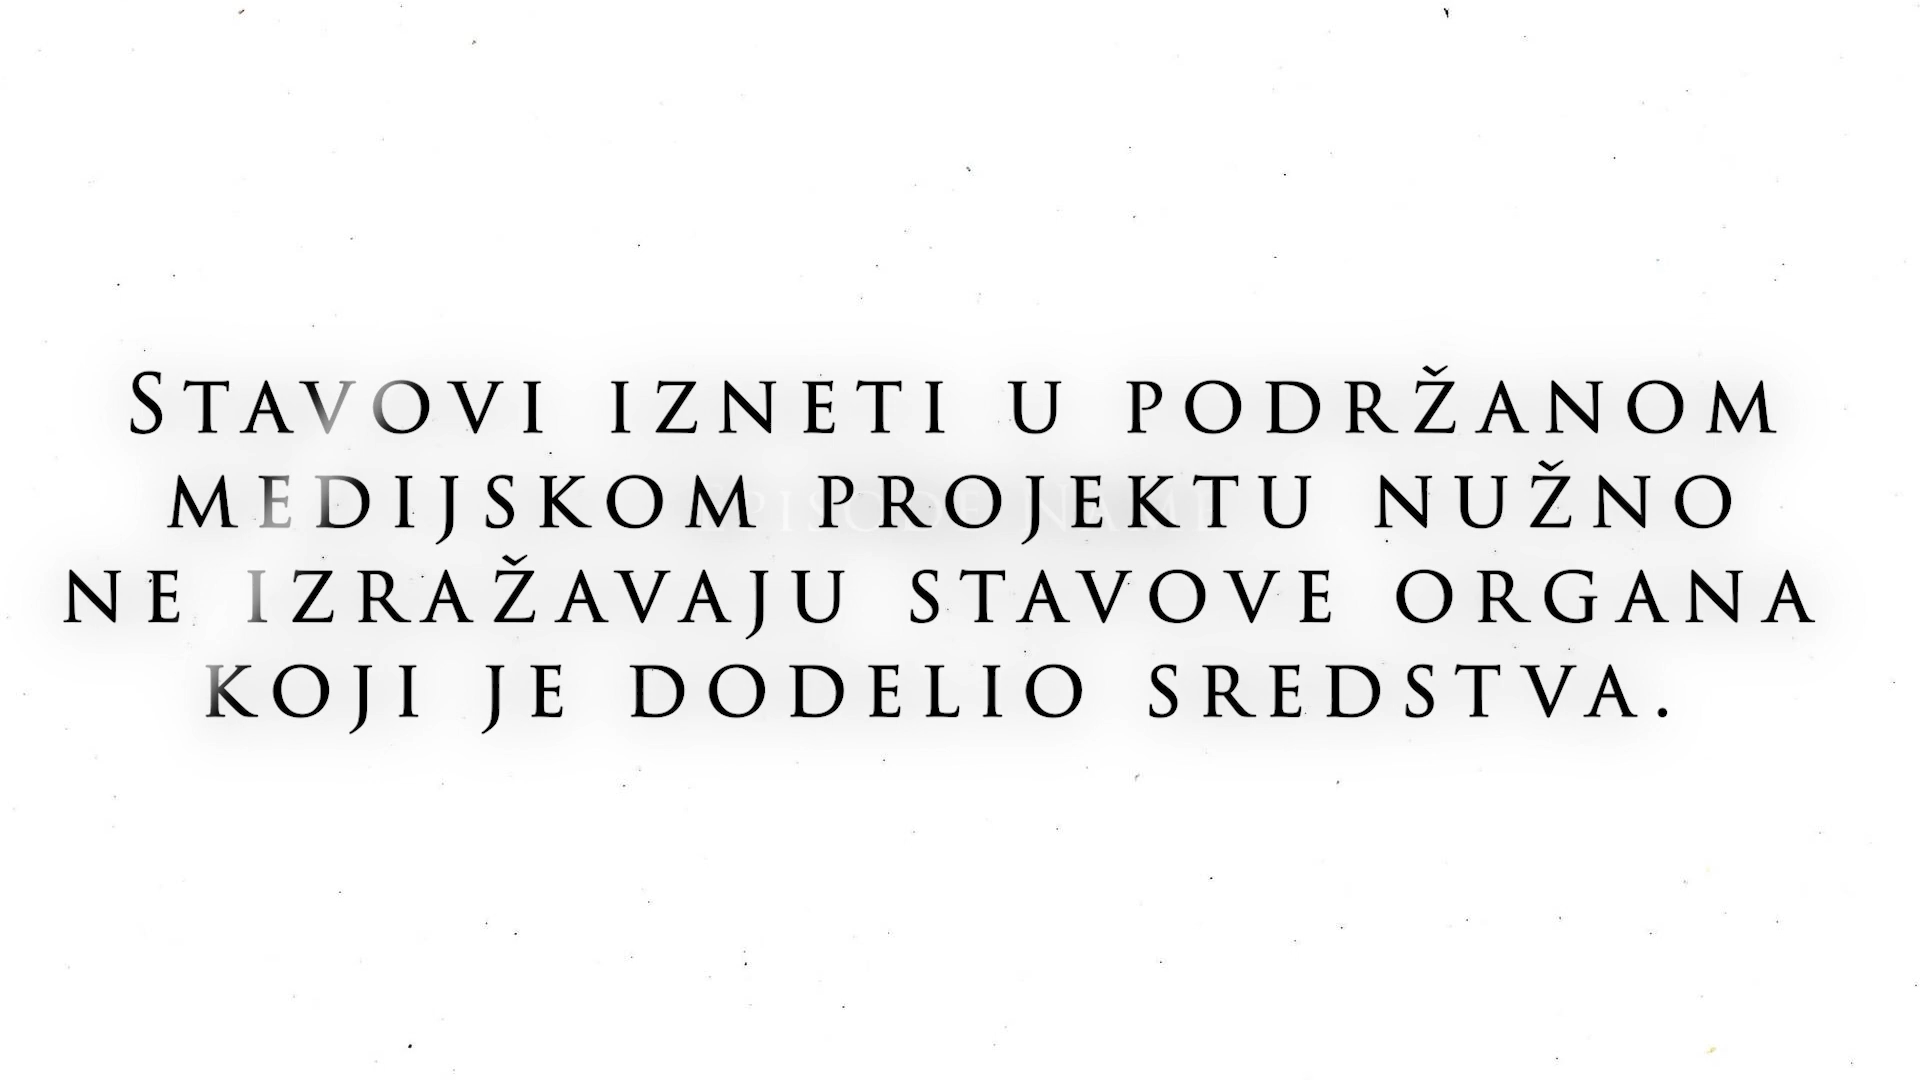 Stavovi izneti u podržanom
medijskom projektu nužno
ne izražavaju stavove organa
koji je dodelio sredstva.